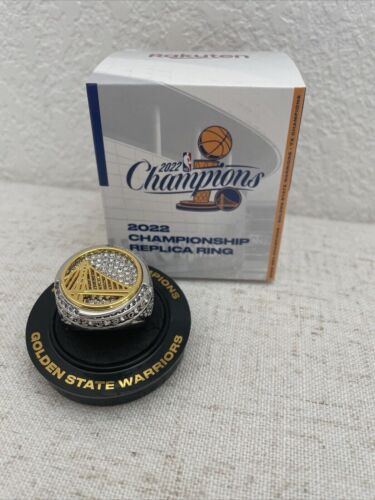 Rakuten
2022
Champions
2022
CHAMPIONSHIP
REPLICA RING
CHAMPIONS
GOLDEN STATE WARRIORS